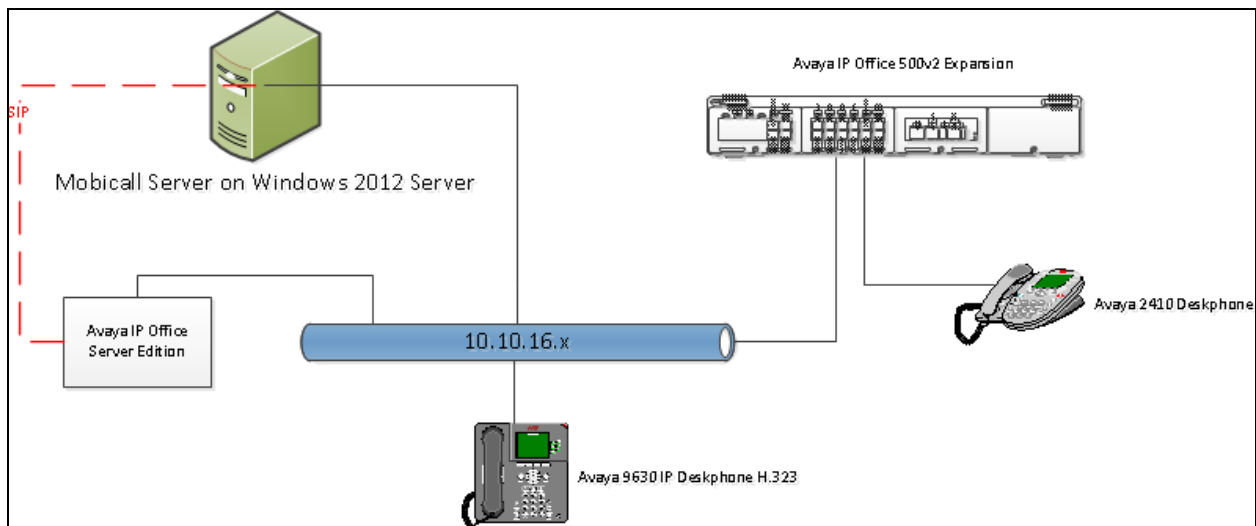 Avaya IP Office 500v2 Expansion
SIP
Mobicall Server on Windows 2012 Server
Avaya 2410 Deskphone
Avaya IP Office
Server Edition
10.10.16.x
Avaya 9630 IP Deskphone H.323